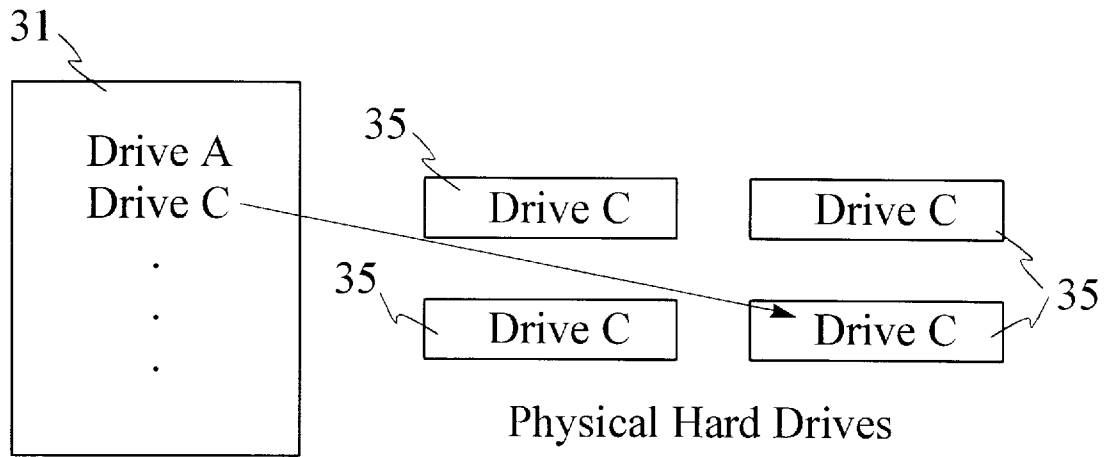 31
Drive A
Drive C
.
.
.
35
Drive C
Drive C
35
35
Drive C
Drive C
Physical Hard Drives